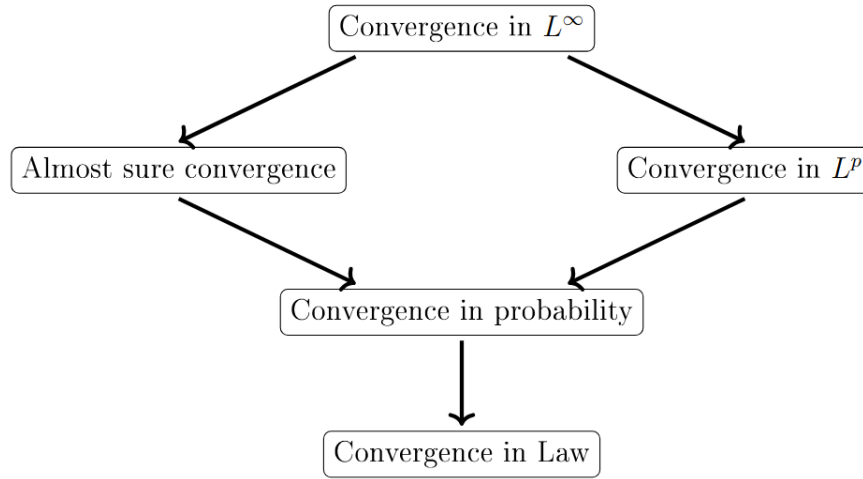 Convergence in L^∞
Almost sure convergence
Convergence in L^p
Convergence in probability
Convergence in Law